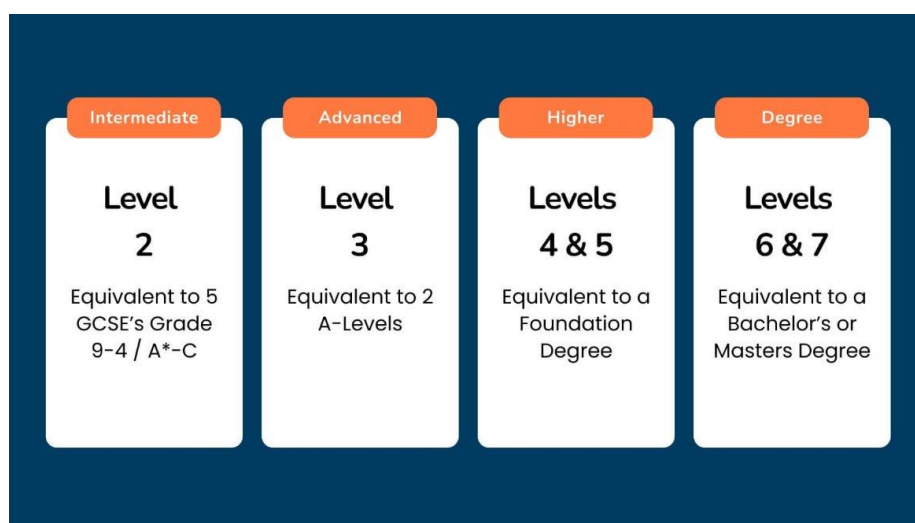 Intermediate
Level
2
Equivalent to 5
GCSE’s Grade
9-4 / A*-C
Advanced
Level
3
Equivalent to 2
A-Levels
Higher
Levels
4 & 5
Equivalent to a
Foundation
Degree
Degree
Levels
6 & 7
Equivalent to a
Bachelor’s or
Masters Degree